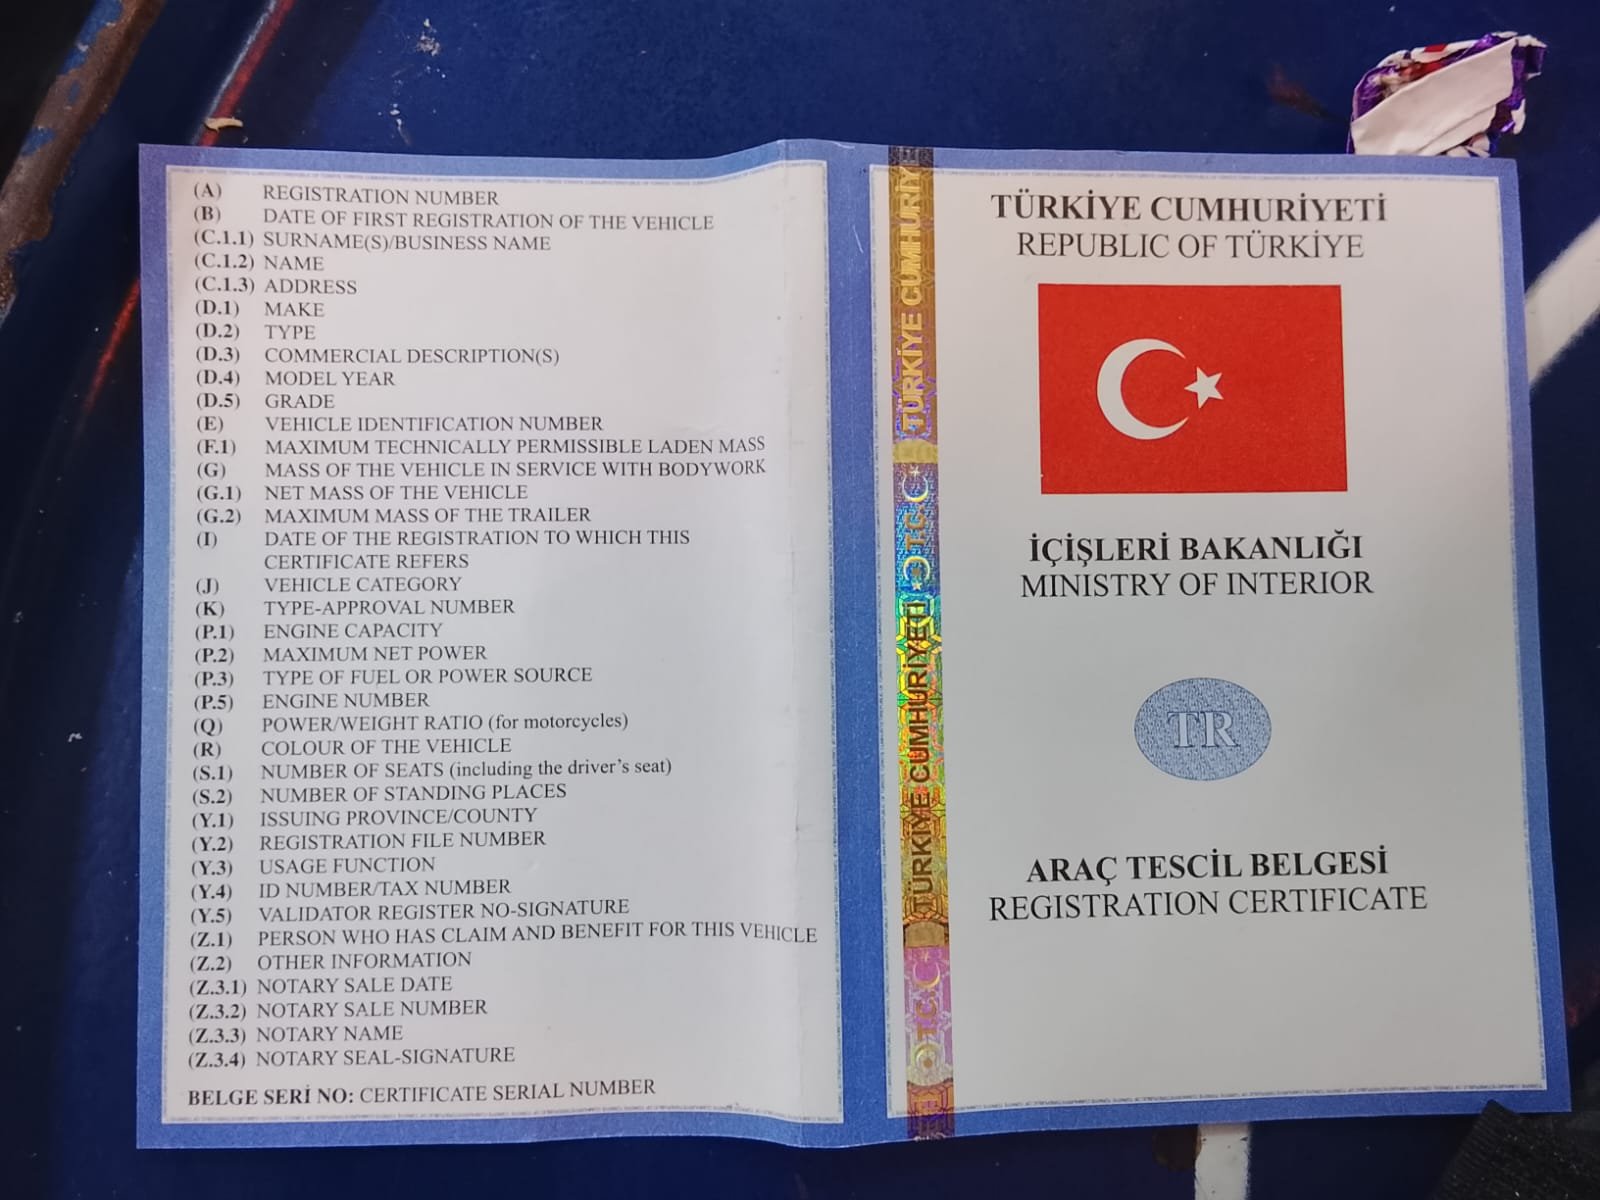 (A) REGISTRATION NUMBER
(B) DATE OF FIRST REGISTRATION OF THE VEHICLE
(C.1.1) SURNAME(S)/BUSINESS NAME
(C.1.2) NAME
(C.1.3) ADDRESS
(D.1) MAKE
(D.2) TYPE
(D.3) COMMERCIAL DESCRIPTION(S)
(D.4) MODEL YEAR
(D.5) GRADE
(E) VEHICLE IDENTIFICATION NUMBER
(F.1) MAXIMUM TECHNICALLY PERMISSIBLE LADEN MASS
(G) MASS OF THE VEHICLE IN SERVICE WITH BODYWORK
(G.1) NET MASS OF THE VEHICLE
(G.2) MAXIMUM MASS OF THE TRAILER
(I) DATE OF THE REGISTRATION TO WHICH THIS
CERTIFICATE REFERS
(J) VEHICLE CATEGORY
(K) TYPE-APPROVAL NUMBER
(P.1) ENGINE CAPACITY
(P.2) MAXIMUM NET POWER
(P.3) TYPE OF FUEL OR POWER SOURCE
(P.5) ENGINE NUMBER
(Q) POWER/WEIGHT RATIO (for motorcycles)
(R) COLOUR OF THE VEHICLE
(S.1) NUMBER OF SEATS (including the driver's seat)
(S.2) NUMBER OF STANDING PLACES
(Y.1) ISSUING PROVINCE/COUNTY
(Y.2) REGISTRATION FILE NUMBER
(Y.3) USAGE FUNCTION
(Y.4) ID NUMBER/TAX NUMBER
(Y.5) VALIDATOR REGISTER NO-SIGNATURE
(Z.1) PERSON WHO HAS CLAIM AND BENEFIT FOR THIS VEHICLE
(Z.2) OTHER INFORMATION
(Z.3.1) NOTARY SALE DATE
(Z.3.2) NOTARY SALE NUMBER
(Z.3.3) NOTARY NAME
(Z.3.4) NOTARY SEAL-SIGNATURE
BELGE SERİ NO: CERTIFICATE SERIAL NUMBER
TÜRKİYE CUMHURİYE
T.C.
TÜRKİYE CUMHURİYETİ
T.C.
TÜRKİYE CUMHURİYETİ
REPUBLIC OF TÜRKİYE
İÇİŞLERİ BAKANLIĞI
MINISTRY OF INTERIOR
TR
ARAÇ TESCİL BELGESİ
REGISTRATION CERTIFICATE